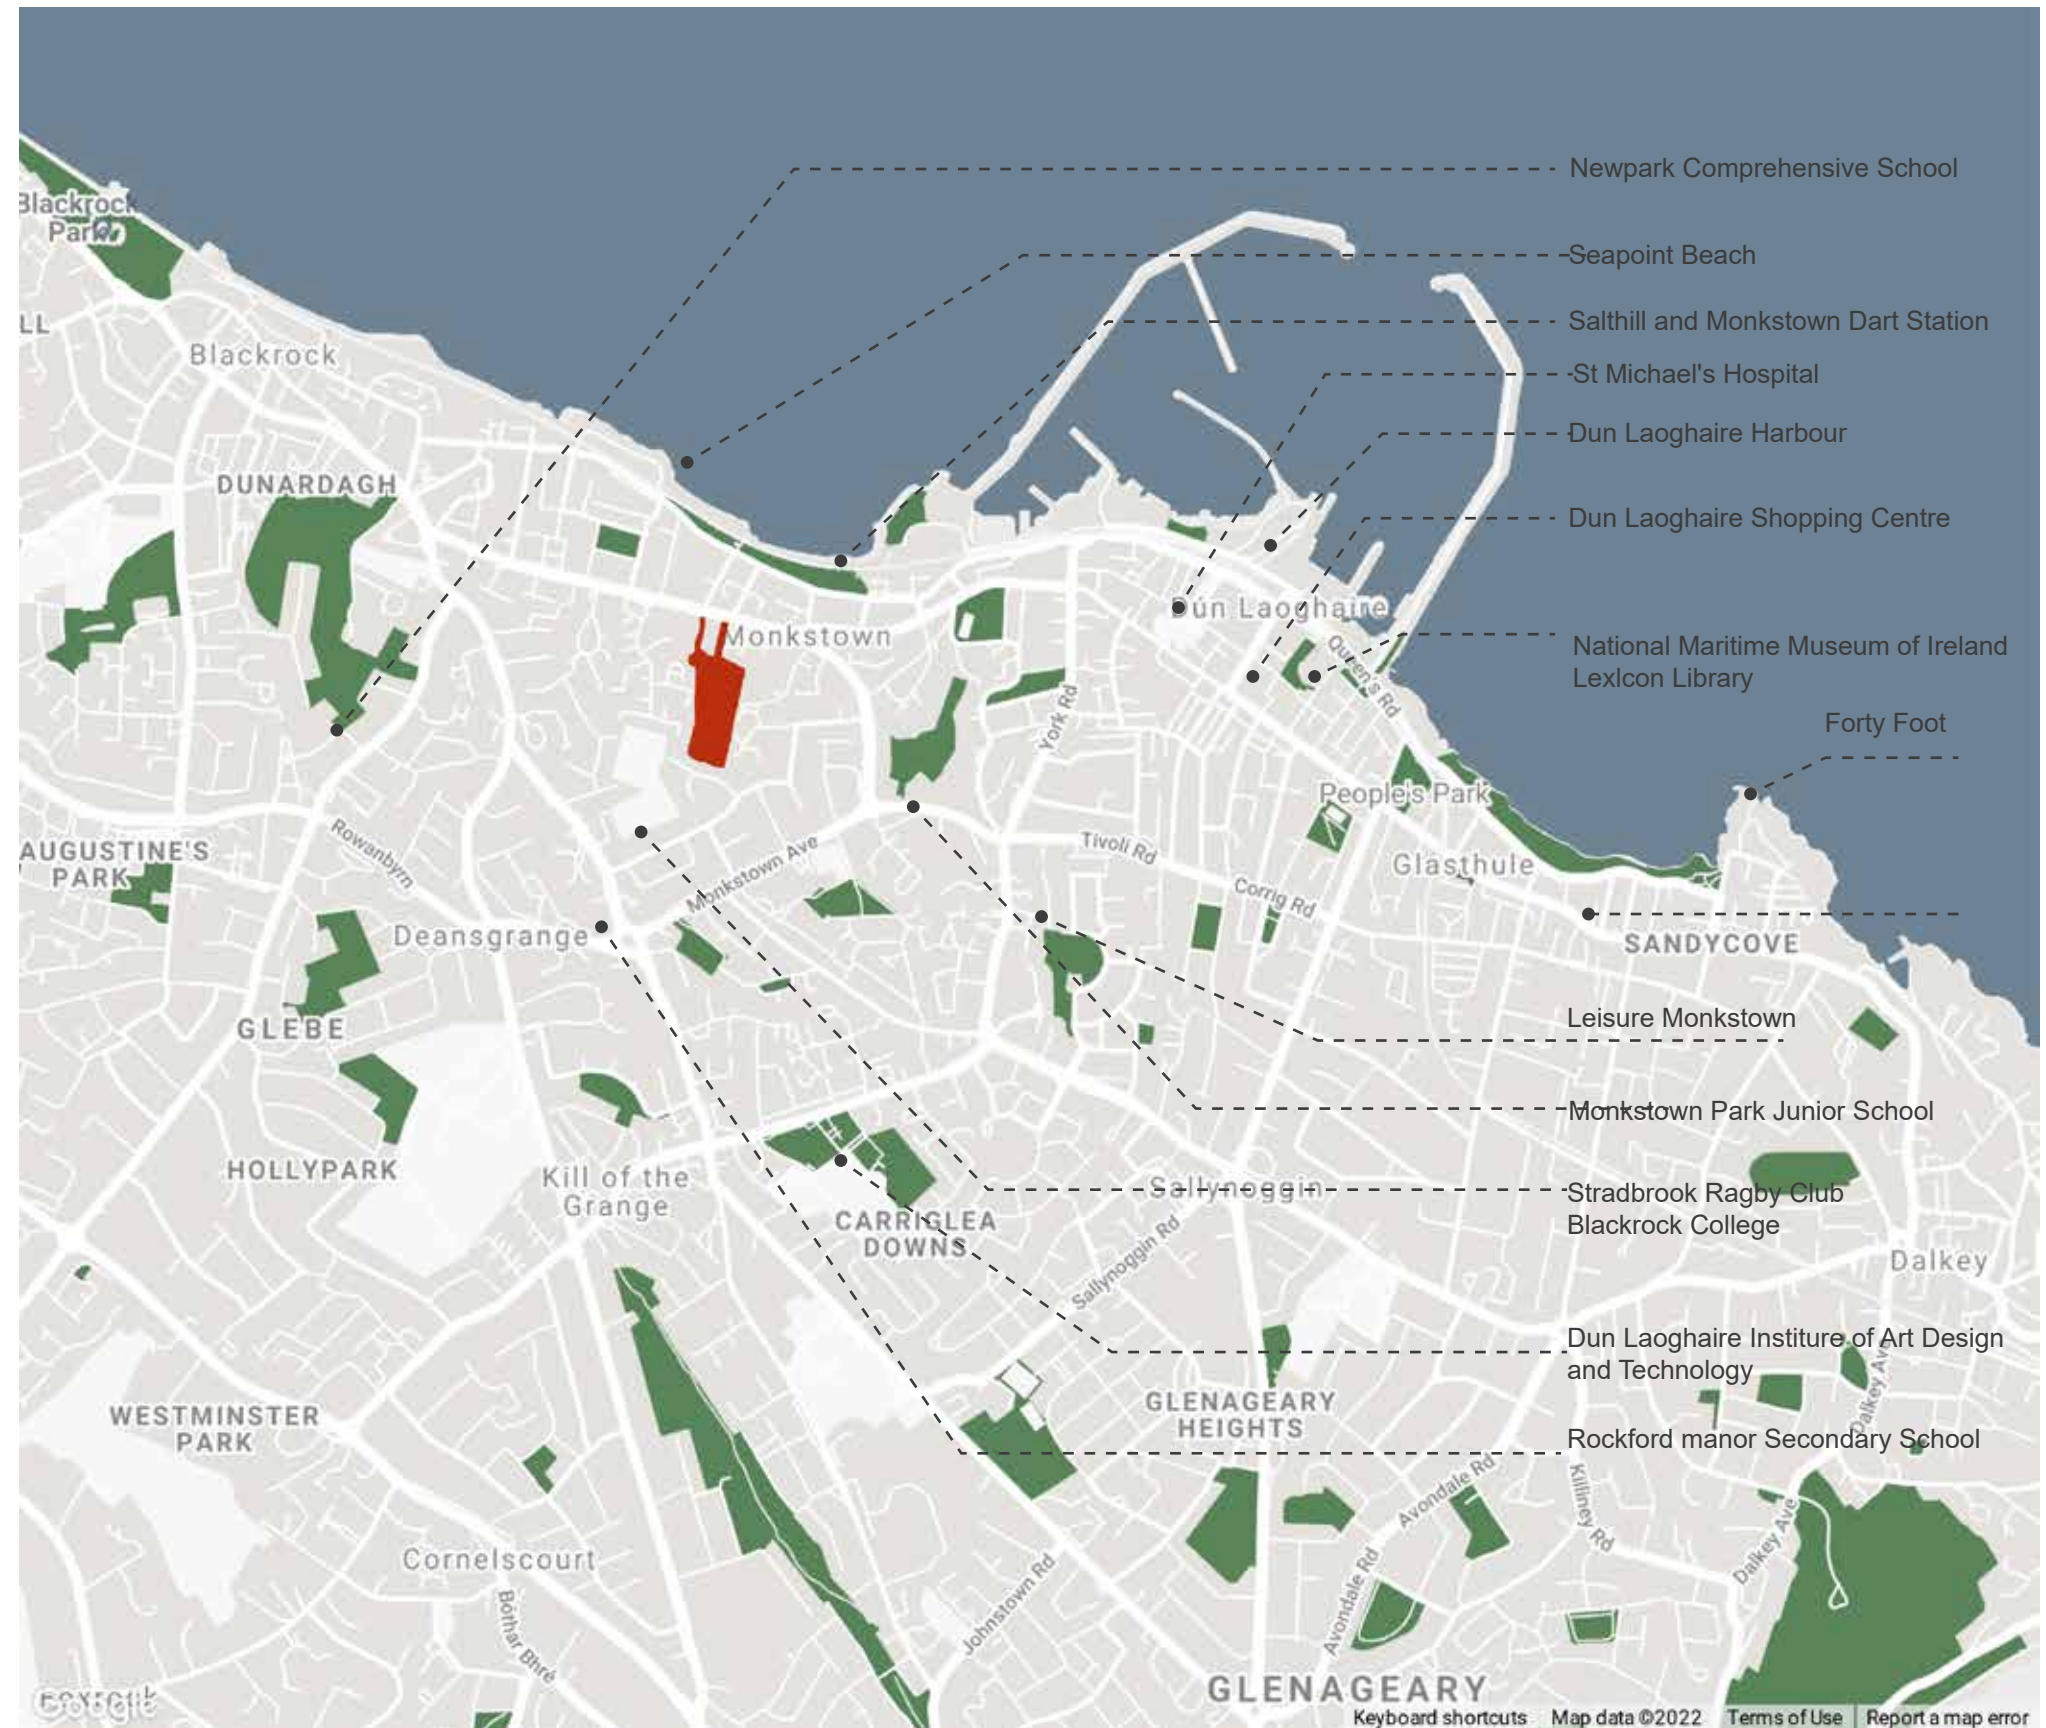 Newpark Comprehensive School
Blackrock
Park
Seapoint Beach
Salthill and Monkstown Dart Station
LL
Blackrock
St Michael's Hospital
Dun Laoghaire Harbour
DUNARDAGH
Dun Laoghaire Shopping Centre
Dún Laoghaire
Monkstown
National Maritime Museum of Ireland
LexIcon Library
Queen's Rd
York Rd
Forty Foot
People's Park
Tivoli Rd
AUGUSTINE'S
PARK
Rowanbyrn
Monkstown Ave
Glasthule
Corrig Rd
Deansgrange
SANDYCOVE
GLEBE
Leisure Monkstown
Monkstown Park Junior School
HOLLYPARK
Kill of the
Grange
Sallynoggin
Stradbrook Ragby Club
Blackrock College
CARRIGLEA
DOWNS
Sallynoggin Rd
Dalkey
Dun Laoghaire Institure of Art Design
and Technology
Dalkey Ave
WESTMINSTER
PARK
GLENAGEARY
HEIGHTS
Rockford manor Secondary School
Avondale Rd
Killiney Rd
Dalkey Ave
Cornelscourt
Bóthar Bhré
Johnstown Rd
Avondale Rd
Foxrock
Google
GLENAGEARY
Keyboard shortcuts Map data ©2022 Terms of Use Report a map error